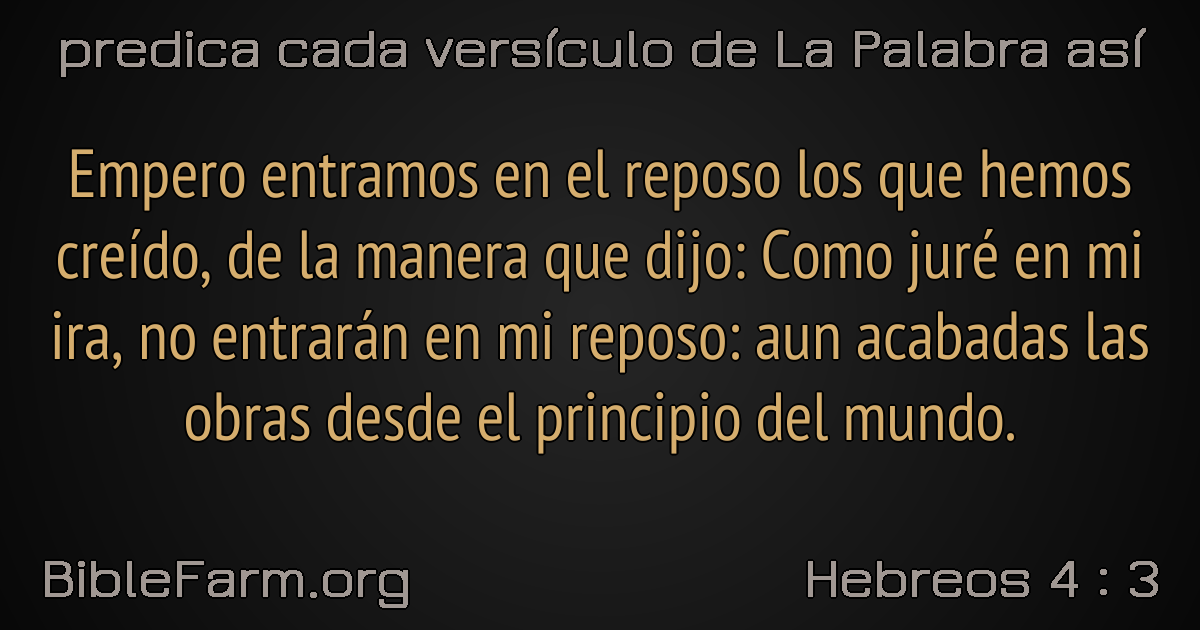 predica cada versículo de La Palabra así
Empero entramos en el reposo los que hemos
creído, de la manera que dijo: Como juré en mi
ira, no entrarán en mi reposo: aun acabadas las
obras desde el principio del mundo.
BibleFarm.org
Hebreos 4 : 3